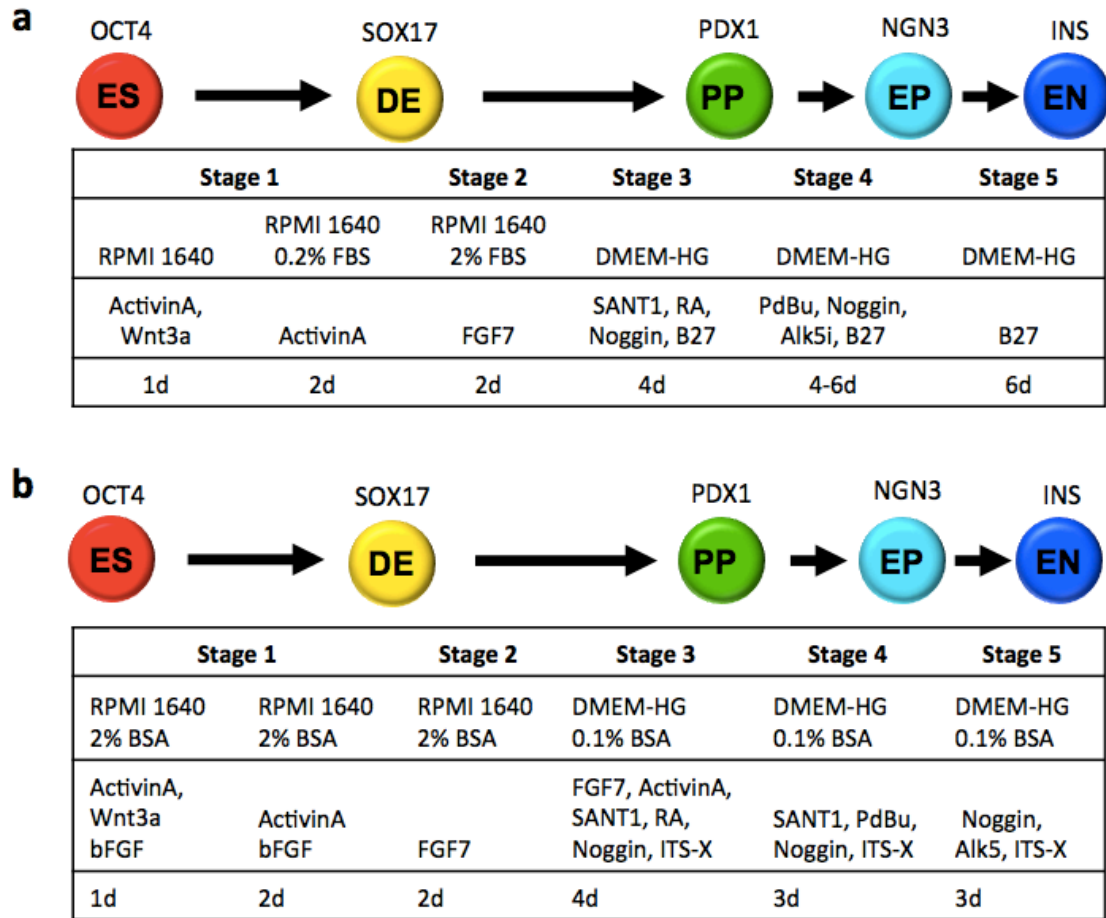 a
OCT4 SOX17 PDX1 NGN3 INS
ES DE PP EP EN
Stage 1 Stage 2 Stage 3 Stage 4 Stage 5
RPMI 1640 RPMI 1640
RPMI 1640 0.2% FBS 2% FBS DMEM-HG DMEM-HG DMEM-HG
ActivinA, SANT1, RA, PdBu, Noggin,
Wnt3a ActivinA FGF7 Noggin, B27 Alk5i, B27 B27
1d 2d 2d 4d 4-6d 6d
b
OCT4 SOX17 PDX1 NGN3 INS
ES DE PP EP EN
Stage 1 Stage 2 Stage 3 Stage 4 Stage 5
RPMI 1640 RPMI 1640 RPMI 1640 DMEM-HG DMEM-HG DMEM-HG
2% BSA 2% BSA 2% BSA 0.1% BSA 0.1% BSA 0.1% BSA
ActivinA, FGF7, ActivinA,
Wnt3a ActivinA SANT1, RA, SANT1, PdBu, Noggin,
bFGF bFGF FGF7 Noggin, ITS-X Noggin, ITS-X Alk5, ITS-X
1d 2d 2d 4d 3d 3d